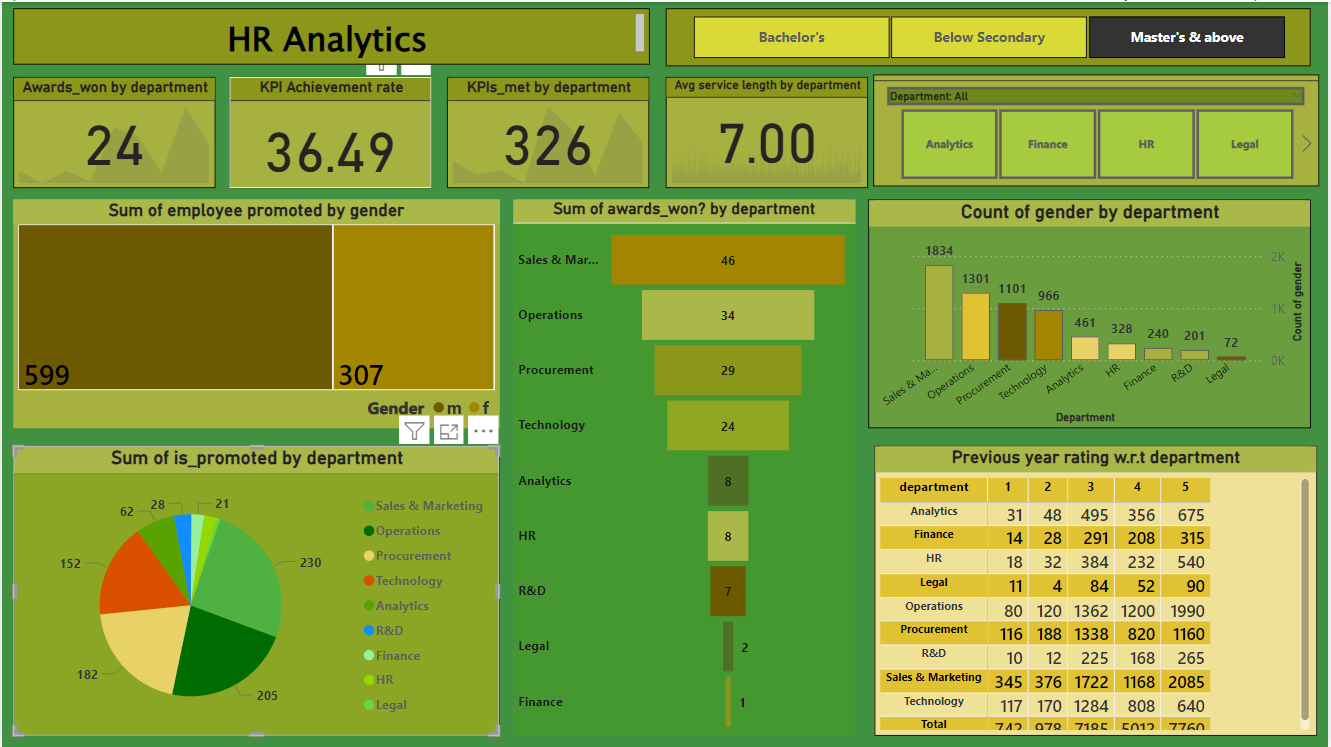 HR Analytics
Bachelor's
Below Secondary
Master's & above
Awards_won by department
24
KPI Achievement rate
36.49
KPIs_met by department
326
Avg service length by department
7.00
Department: All
Analytics
Finance
HR
Legal
Sum of employee promoted by gender
599
307
Gender m f
Sum of awards_won? by department
Sales & Mar... 46
Operations 34
Procurement 29
Technology 24
Analytics 8
HR 8
R&D 7
Legal 2
Finance 1
Count of gender by department
1834
1301
1101
966
461
328
240
201
72
2K
1K
0K
Count of gender
Sales & Ma...
Operations
Procurement
Technology
Analytics
HR
Finance
R&D
Legal
Department
Sum of is_promoted by department
28
21
62
152
230
182
205
Sales & Marketing
Operations
Procurement
Technology
Analytics
R&D
Finance
HR
Legal
Previous year rating w.r.t department
department 1 2 3 4 5
Analytics 31 48 495 356 675
Finance 14 28 291 208 315
HR 18 32 384 232 540
Legal 11 4 84 52 90
Operations 80 120 1362 1200 1990
Procurement 116 188 1338 820 1160
R&D 10 12 225 168 265
Sales & Marketing 345 376 1722 1168 2085
Technology 117 170 1284 808 640
Total 742 978 7185 5012 7760